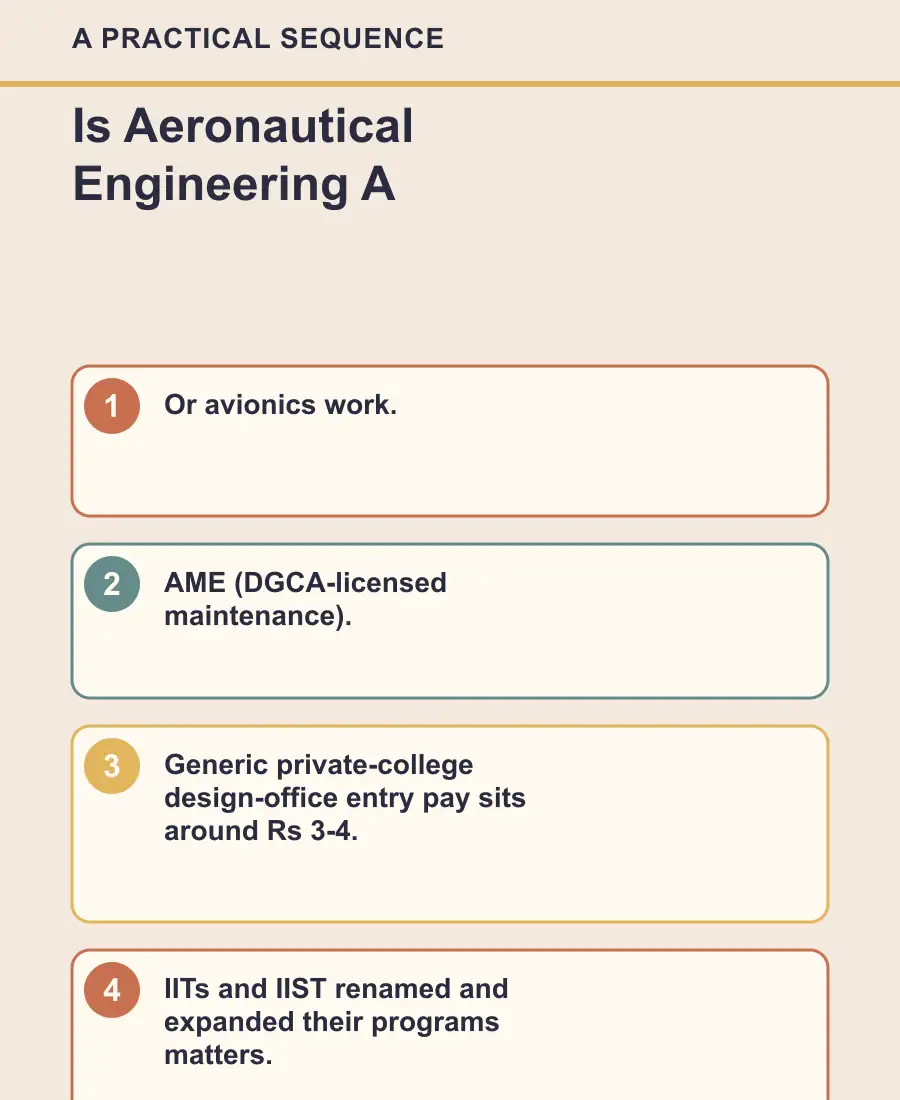 A PRACTICAL SEQUENCE
Is Aeronautical
Engineering A
1
Or avionics work.
2
AME (DGCA-licensed
maintenance).
3
Generic private-college
design-office entry pay sits
around Rs 3-4.
4
IITs and IIST renamed and
expanded their programs
matters.